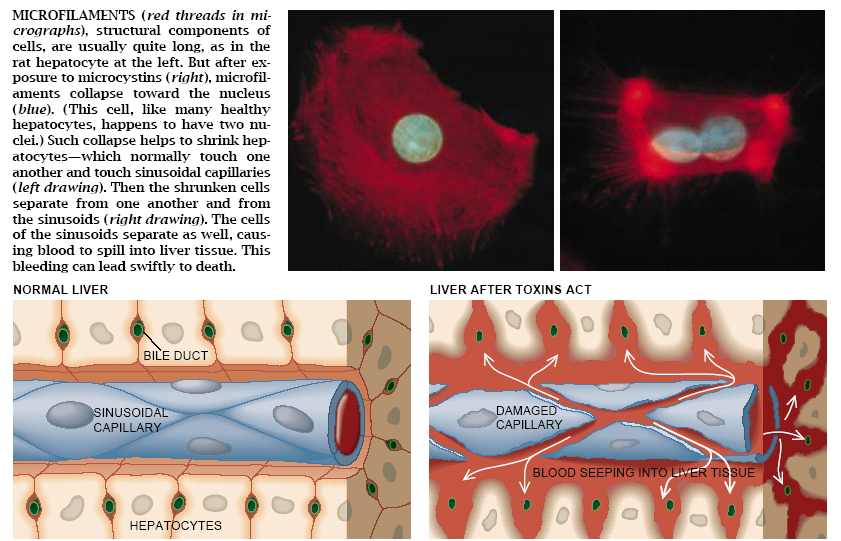 MICROFILAMENTS (red threads in mi-
crographs), structural components of
cells, are usually quite long, as in the
rat hepatocyte at the left. But after ex-
posure to microcystins (right), microfil-
aments collapse toward the nucleus
(blue). (This cell, like many healthy
hepatocytes, happens to have two nu-
clei.) Such collapse helps to shrink hep-
atocytes—which normally touch one
another and touch sinusoidal capillaries
(left drawing). Then the shrunken cells
separate from one another and from
the sinusoids (right drawing). The cells
of the sinusoids separate as well, caus-
ing blood to spill into liver tissue. This
bleeding can lead swiftly to death.
NORMAL LIVER
BILE DUCT
SINUSOIDAL
CAPILLARY
HEPATOCYTES
LIVER AFTER TOXINS ACT
DAMAGED
CAPILLARY
BLOOD SEEPING INTO LIVER TISSUE